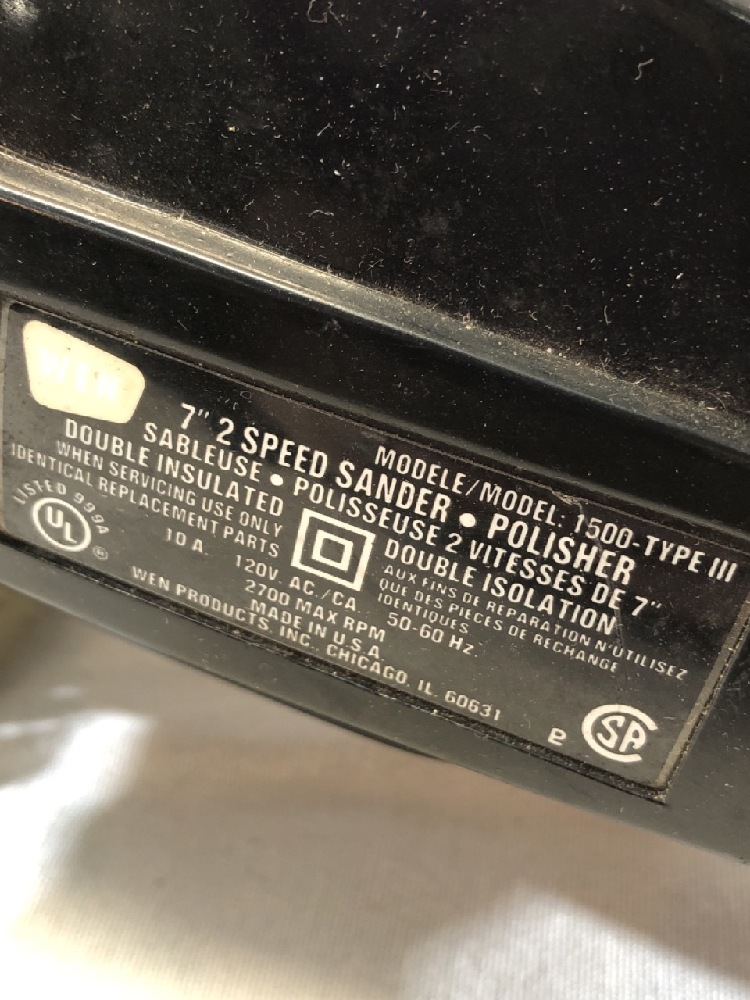 WEN
MODELE/MODEL: 1500-TYPE III
7" 2 SPEED SANDER • POLISHER
SABLEUSE • POLISSEUSE 2 VITESSES DE 7"
DOUBLE INSULATED
WHEN SERVICING USE ONLY
IDENTICAL REPLACEMENT PARTS
DOUBLE ISOLATION
AUX FINS DE REPARATION N'UTILISEZ
QUE DES PIECES DE RECHANGE
IDENTIQUES
LISTED 999A
UL ®
10 A 120V. AC./CA. 50-60 Hz.
2700 MAX RPM
MADE IN U.S.A.
WEN PRODUCTS, INC., CHICAGO, IL 60631
2
SA